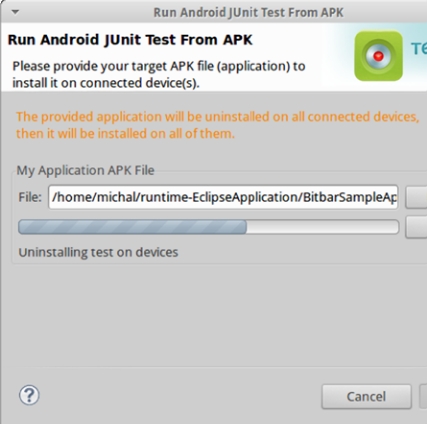 Run Android JUnit Test From APK
Run Android JUnit Test From APK
Please provide your target APK file (application) to
install it on connected device(s).
The provided application will be uninstalled on all connected devices,
then it will be installed on all of them.
My Application APK File
File: /home/michal/runtime-EclipseApplication/BitbarSampleAp
Uninstalling test on devices
?
Cancel